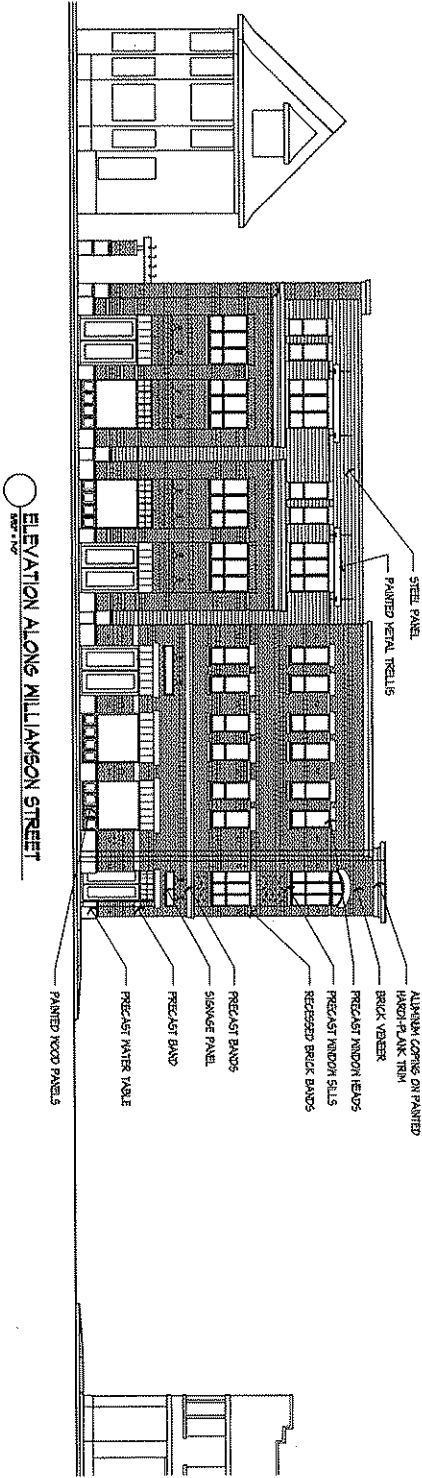 STEEL PANEL
PAINTED METAL TRELLIS
ALUMINUM COPING ON PAINTED
HARDI-PLANK TRIM
BRICK VENEER
PRECAST WINDOW HEADS
PRECAST WINDOW SILLS
RECESSED BRICK BANDS
PRECAST BANDS
SIGNAGE PANEL
PRECAST BAND
PRECAST WATER TABLE
PAINTED WOOD PANELS
ELEVATION ALONG WILLIAMSON STREET